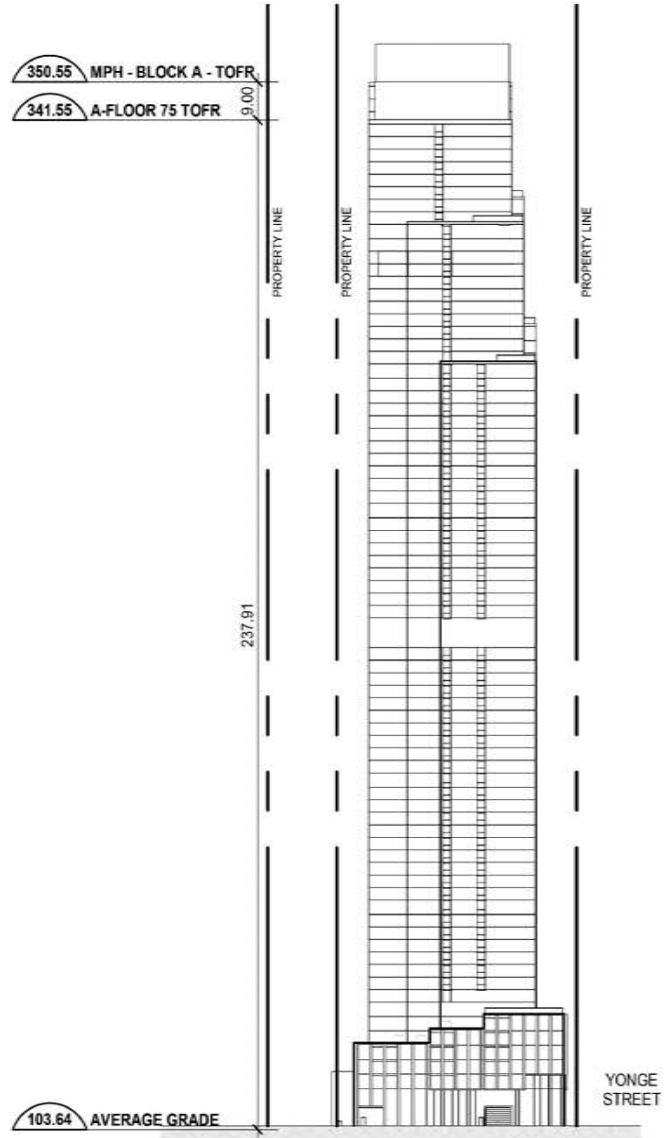 350.55 MPH - BLOCK A - TOFR
9.00
341.55 A-FLOOR 75 TOFR
PROPERTY LINE
PROPERTY LINE
PROPERTY LINE
237.91
YONGE
STREET
103.64 AVERAGE GRADE